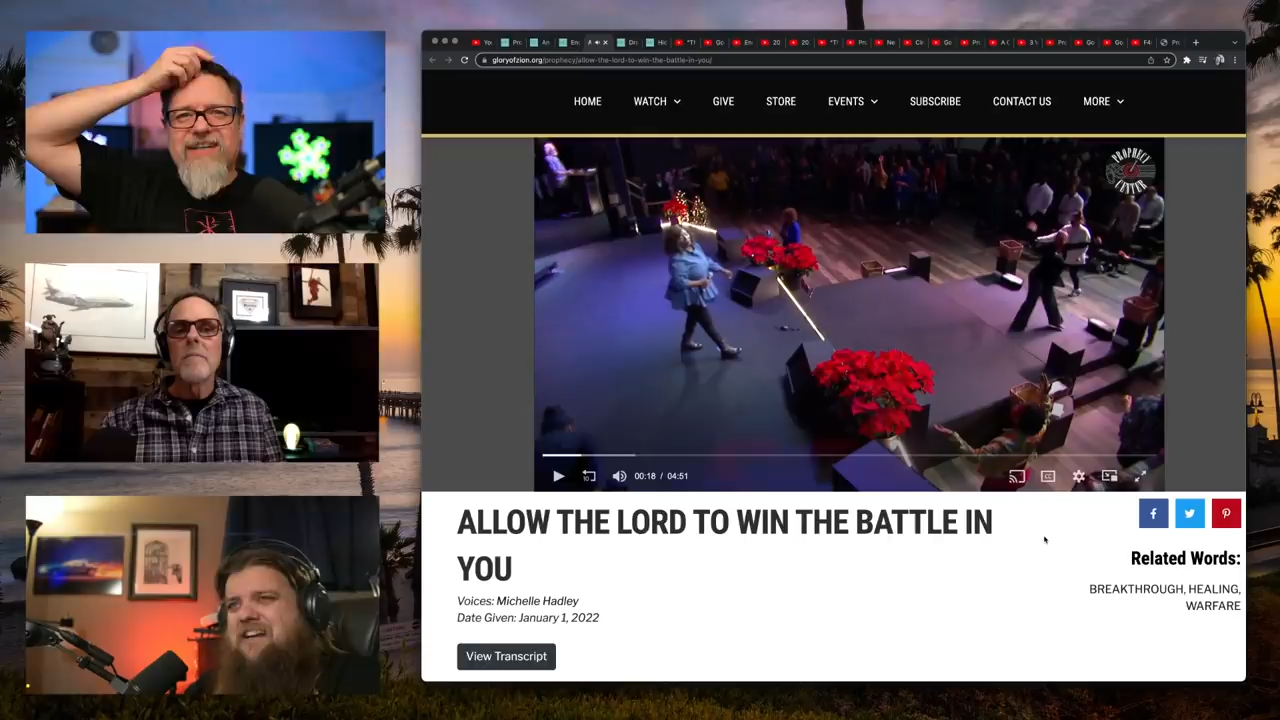 gloryofzion.org/prophecy/allow-the-lord-to-win-the-battle-in-you/
HOME WATCH GIVE STORE EVENTS SUBSCRIBE CONTACT US MORE
PROPHECY
CENTER
00:18 / 04:51
ALLOW THE LORD TO WIN THE BATTLE IN
YOU
Voices: Michelle Hadley
Date Given: January 1, 2022
View Transcript
Related Words:
BREAKTHROUGH, HEALING,
WARFARE